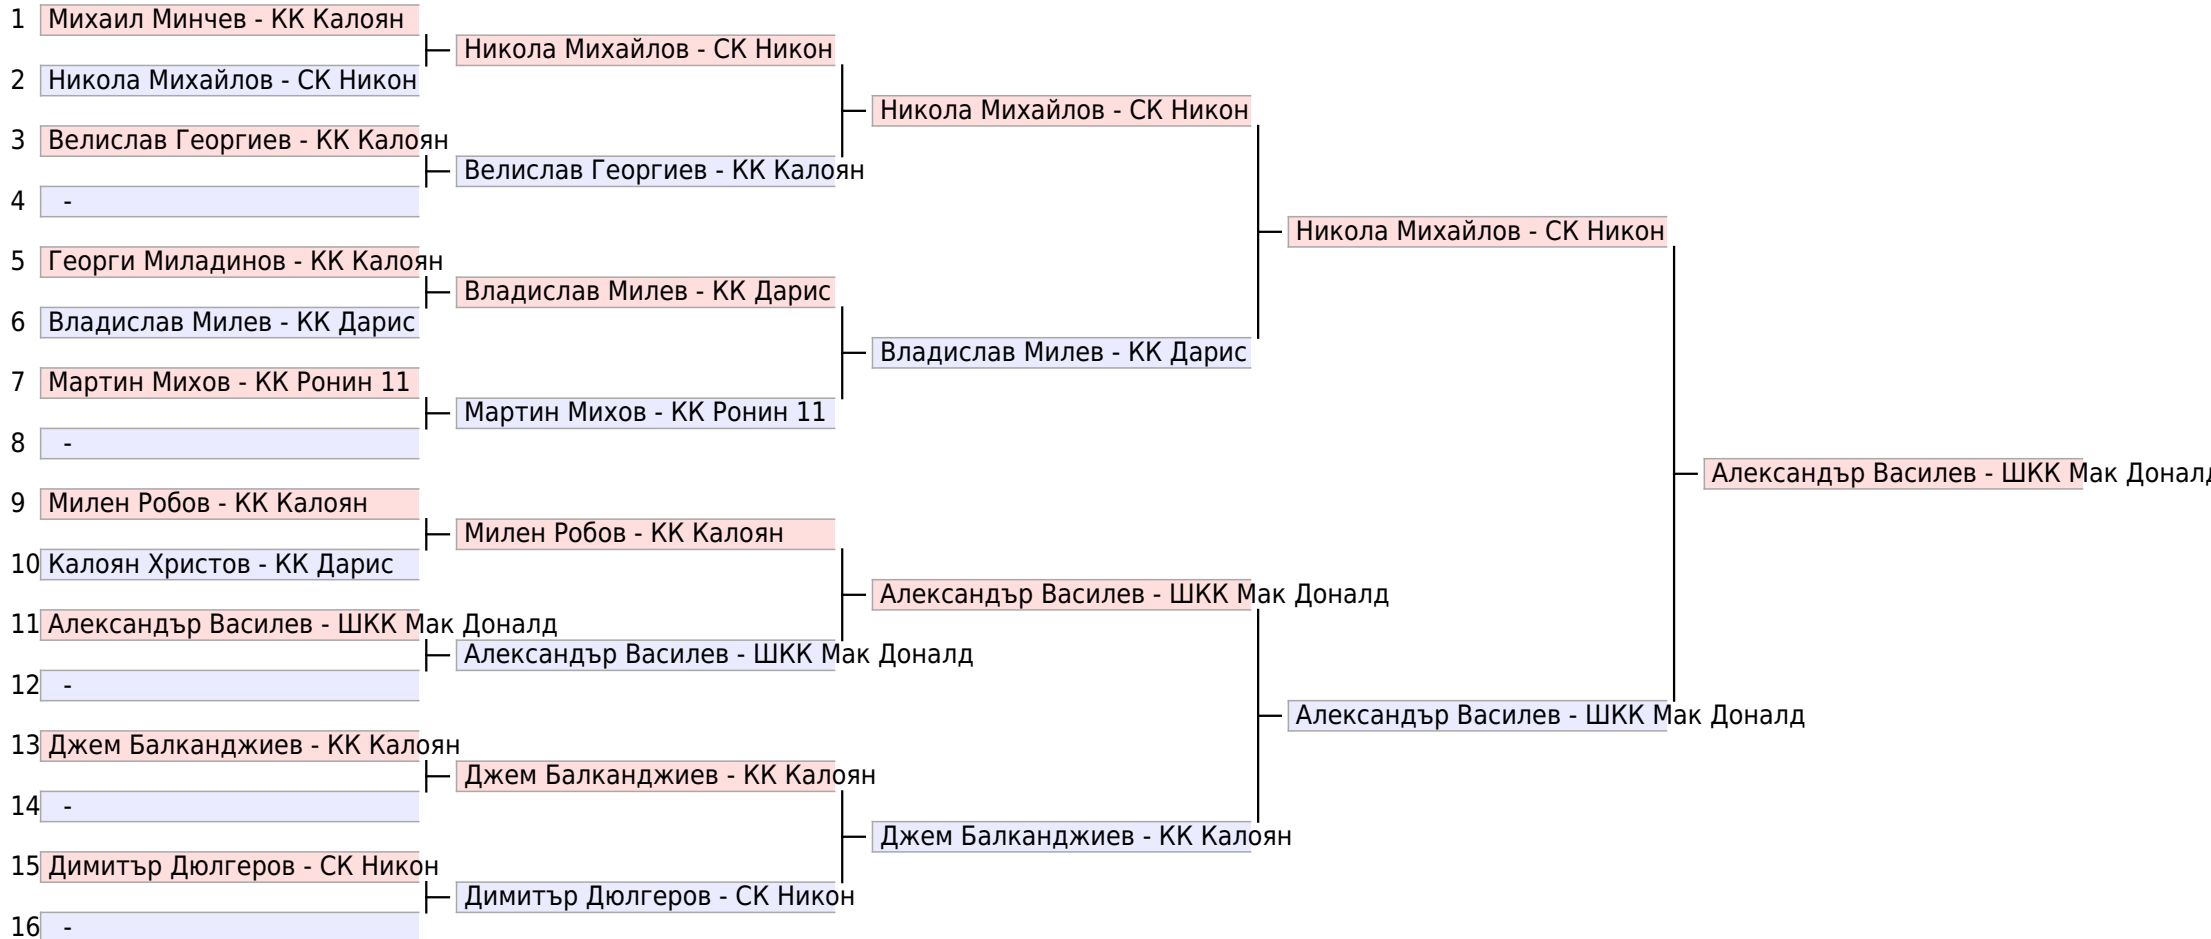 1 Михаил Минчев - КК Калоян
Никола Михайлов - СК Никон
2 Никола Михайлов - СК Никон
Никола Михайлов - СК Никон
3 Велислав Георгиев - КК Калоян
Велислав Георгиев - КК Калоян
4 -
Никола Михайлов - СК Никон
5 Георги Миладинов - КК Калоян
Владислав Милев - КК Дарис
6 Владислав Милев - КК Дарис
Владислав Милев - КК Дарис
7 Мартин Михов - КК Ронин 11
Мартин Михов - КК Ронин 11
8 -
Александър Василев - ШКК Мак Доналд
9 Милен Робов - КК Калоян
Милен Робов - КК Калоян
10 Калоян Христов - КК Дарис
Александър Василев - ШКК Мак Доналд
11 Александър Василев - ШКК Мак Доналд
Александър Василев - ШКК Мак Доналд
12 -
Александър Василев - ШКК Мак Доналд
13 Джем Балканджиев - КК Калоян
Джем Балканджиев - КК Калоян
14 -
Джем Балканджиев - КК Калоян
15 Димитър Дюлгеров - СК Никон
Димитър Дюлгеров - СК Никон
16 -